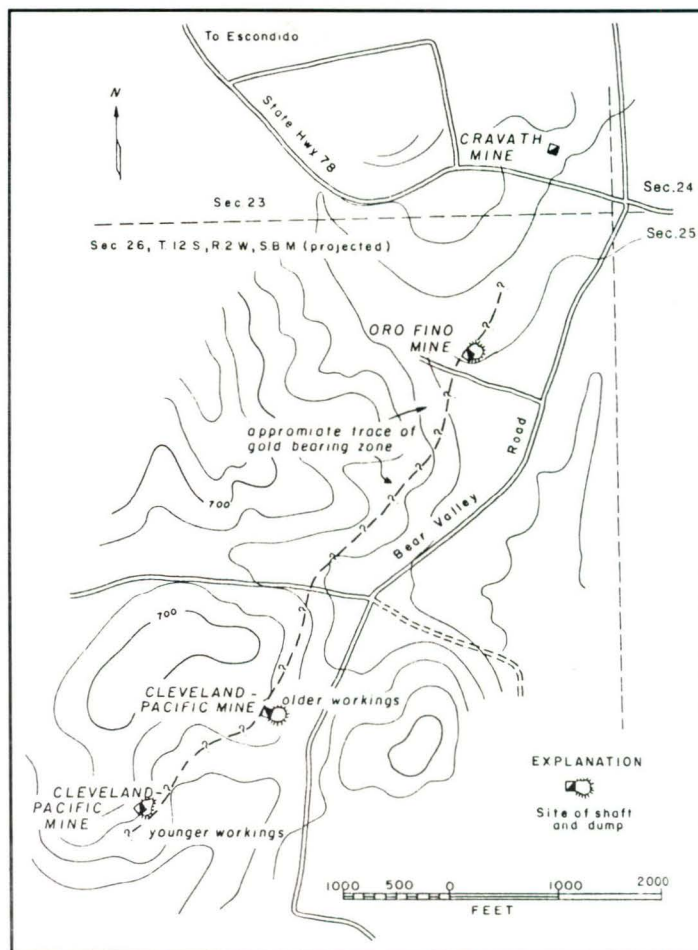 To Escondido
N
State Hwy 78
CRAVATH
MINE
Sec. 23
Sec. 24
Sec 26, T. 12 S, R. 2 W, S.B.M (projected)
Sec. 25
?
ORO FINO
MINE
?
?
appromiate trace of
gold bearing zone
?
?
?
Bear Valley Road
700
?
?
?
700
?
CLEVELAND-
PACIFIC MINE
older workings
?
?
?
CLEVELAND-
PACIFIC
MINE
?
?
younger workings
EXPLANATION
Site of shaft
and dump
1000 500 0 1000 2000
FEET